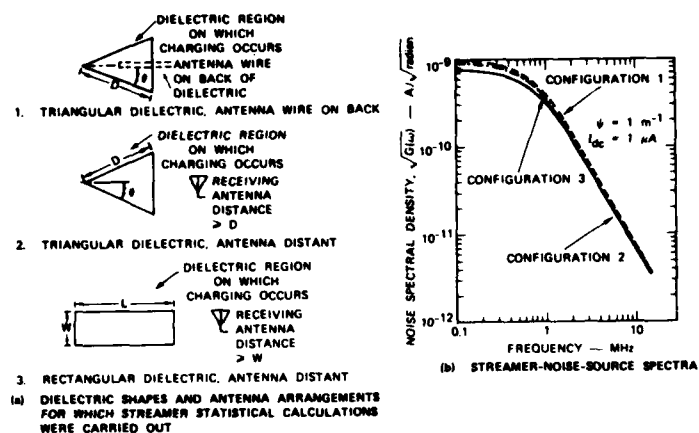 DIELECTRIC REGION
ON WHICH
CHARGING OCCURS
ANTENNA WIRE
ON BACK OF
DIELECTRIC
D
θ
1. TRIANGULAR DIELECTRIC, ANTENNA WIRE ON BACK
DIELECTRIC REGION
ON WHICH
CHARGING OCCURS
D
θ
RECEIVING
ANTENNA
DISTANCE
≥ D
2. TRIANGULAR DIELECTRIC, ANTENNA DISTANT
DIELECTRIC REGION
ON WHICH
CHARGING OCCURS
L
W
RECEIVING
ANTENNA
DISTANCE
≥ W
3. RECTANGULAR DIELECTRIC, ANTENNA DISTANT
(a) DIELECTRIC SHAPES AND ANTENNA ARRANGEMENTS
FOR WHICH STREAMER STATISTICAL CALCULATIONS
WERE CARRIED OUT
NOISE SPECTRAL DENSITY, √G(ω) — A/√radian
10⁻⁹
10⁻¹⁰
10⁻¹¹
10⁻¹²
CONFIGURATION 1
ψ = 1 m⁻¹
I_dc = 1 μA
CONFIGURATION 3
CONFIGURATION 2
0.1 1 10
FREQUENCY — MHz
(b) STREAMER-NOISE-SOURCE SPECTRA